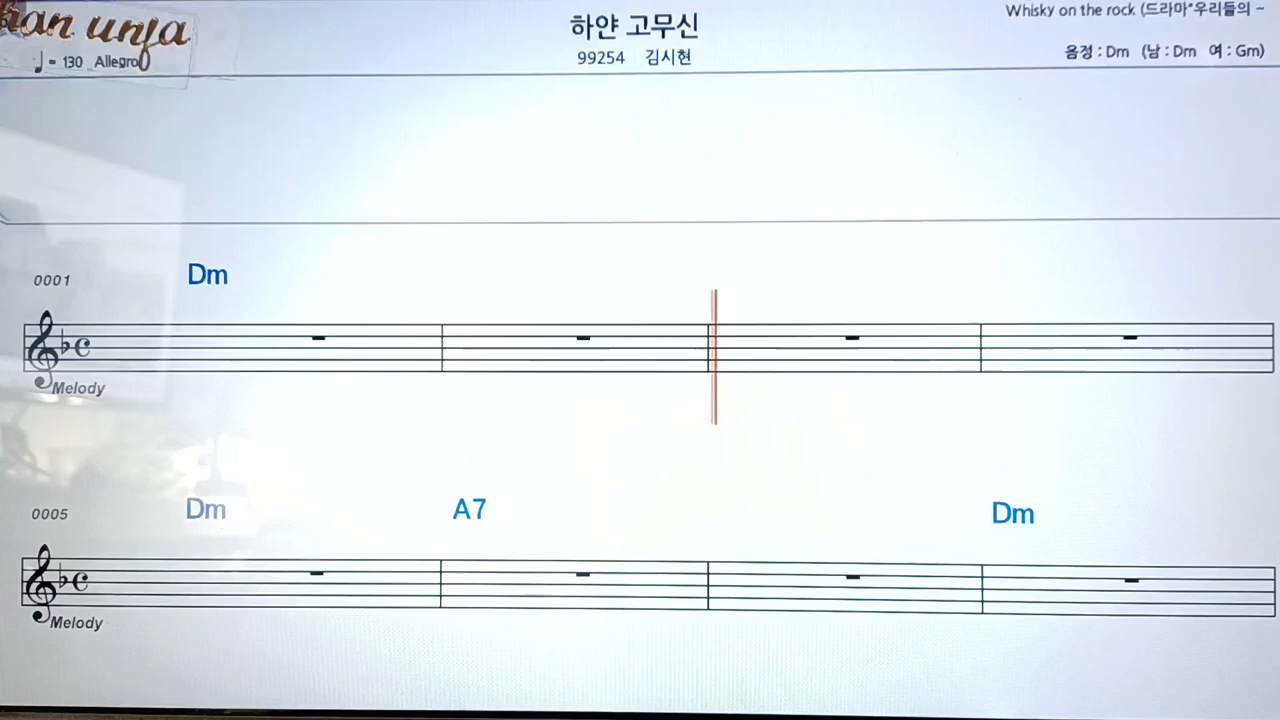 han unja
하얀 고무신
Whisky on the rock (드라마"우리들의 ~
♩ = 130 Allegro
99254 김시현
음정 : Dm (남 : Dm 여 : Gm)
Dm
0001
Melody
Dm A7 Dm
0005
Melody